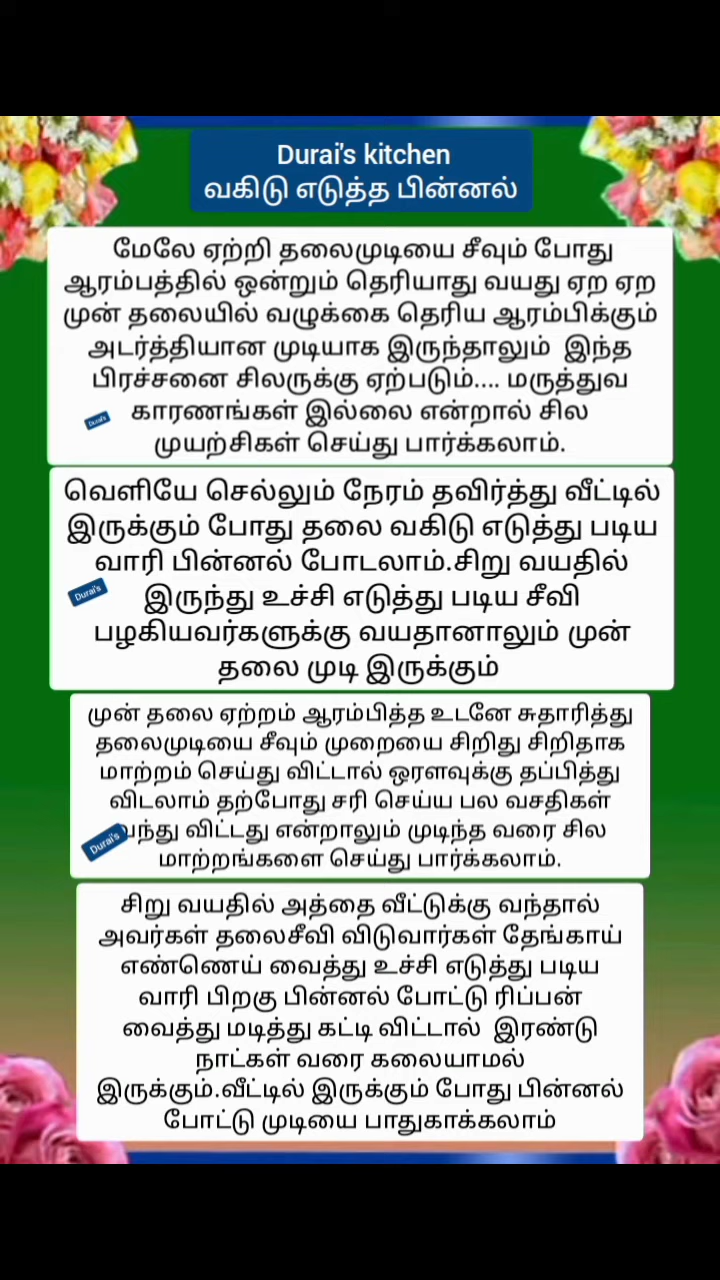 Durai's kitchen
வகிடு எடுத்த பின்னல்
மேலே ஏற்றி தலைமுடியை சீவும் போது
ஆரம்பத்தில் ஒன்றும் தெரியாது வயது ஏற ஏற
முன் தலையில் வழுக்கை தெரிய ஆரம்பிக்கும்
அடர்த்தியான முடியாக இருந்தாலும் இந்த
பிரச்சனை சிலருக்கு ஏற்படும்.... மருத்துவ
காரணங்கள் இல்லை என்றால் சில
Durai's
முயற்சிகள் செய்து பார்க்கலாம்.
வெளியே செல்லும் நேரம் தவிர்த்து வீட்டில்
இருக்கும் போது தலை வகிடு எடுத்து படிய
வாரி பின்னல் போடலாம்.சிறு வயதில்
Durai's
இருந்து உச்சி எடுத்து படிய சீவி
பழகியவர்களுக்கு வயதானாலும் முன்
தலை முடி இருக்கும்
முன் தலை ஏற்றம் ஆரம்பித்த உடனே சுதாரித்து
தலைமுடியை சீவும் முறையை சிறிது சிறிதாக
மாற்றம் செய்து விட்டால் ஒரளவுக்கு தப்பித்து
விடலாம் தற்போது சரி செய்ய பல வசதிகள்
Durai's
விட்டது என்றாலும் முடிந்த வரை சில
மாற்றங்களை செய்து பார்க்கலாம்.
சிறு வயதில் அத்தை வீட்டுக்கு வந்தால்
அவர்கள் தலைசீவி விடுவார்கள் தேங்காய்
எண்ணெய் வைத்து உச்சி எடுத்து படிய
வாரி பிறகு பின்னல் போட்டு ரிப்பன்
வைத்து மடித்து கட்டி விட்டால் இரண்டு
நாட்கள் வரை கலையாமல்
இருக்கும்.வீட்டில் இருக்கும் போது பின்னல்
போட்டு முடியை பாதுகாக்கலாம்